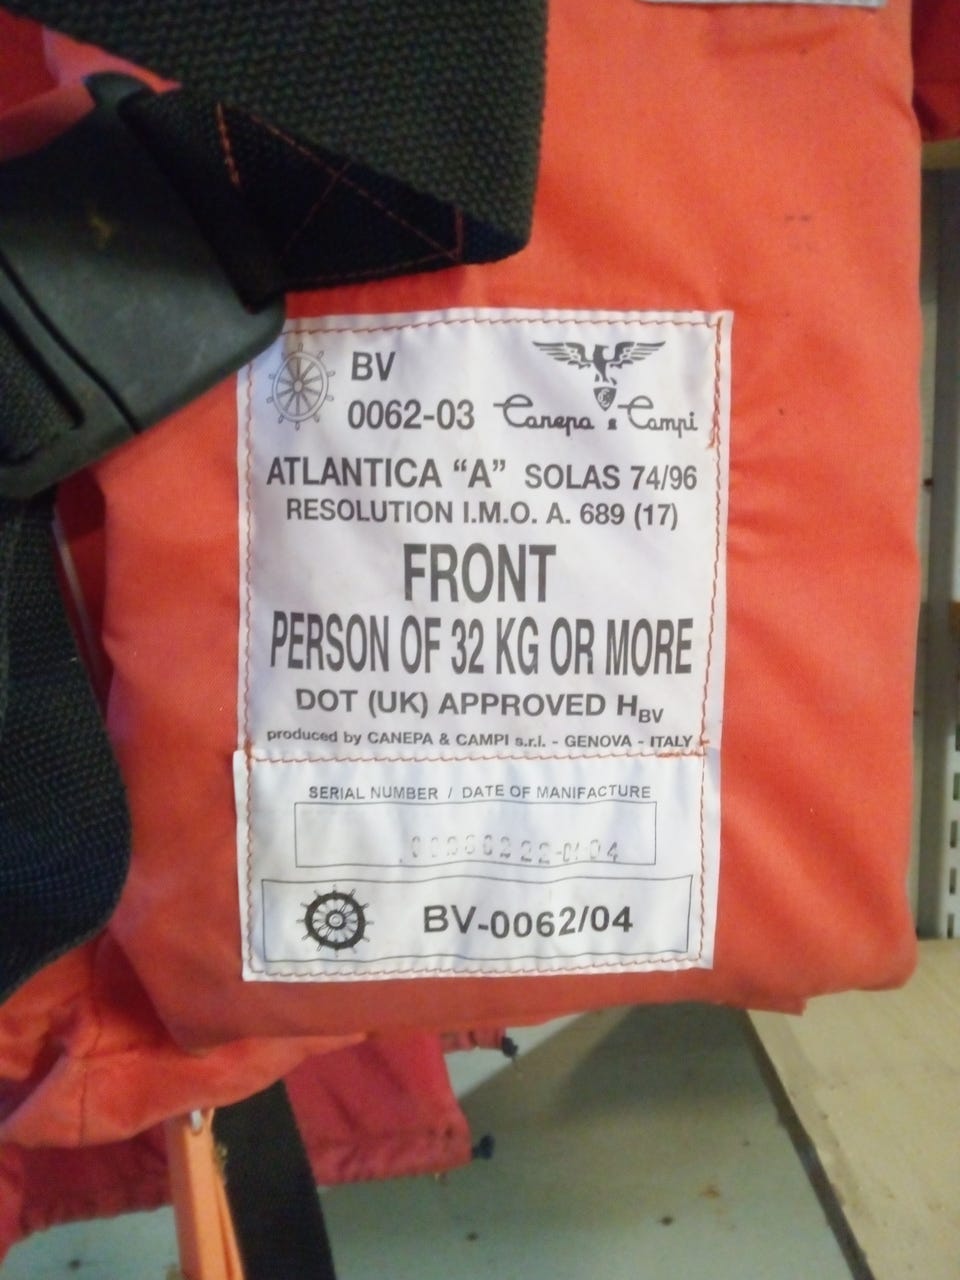 BV
0062-03 Canepa e Campi
ATLANTICA “A” SOLAS 74/96
RESOLUTION I.M.O. A. 689 (17)
FRONT
PERSON OF 32 KG OR MORE
DOT (UK) APPROVED HBV
produced by CANEPA & CAMPI s.r.l. - GENOVA - ITALY
SERIAL NUMBER / DATE OF MANIFACTURE
BV-0062/04